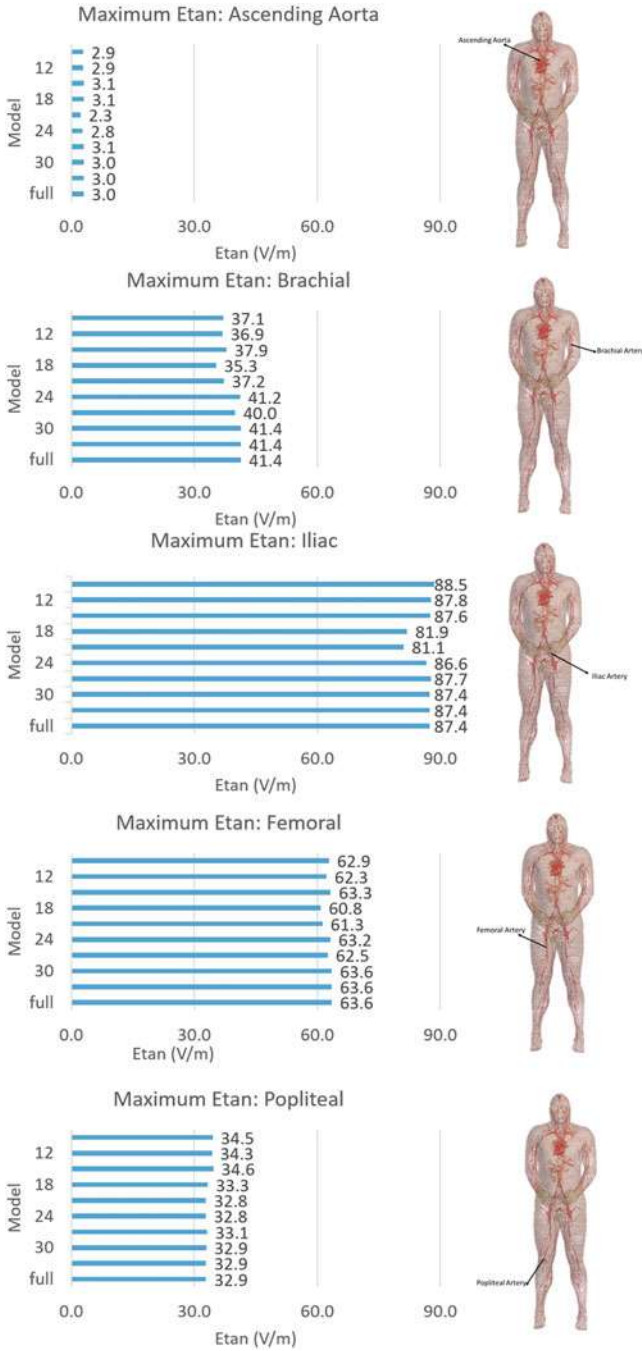 Maximum Etan: Ascending Aorta
Model
2.9
12 2.9
3.1
18 3.1
2.3
24 2.8
3.1
30 3.0
3.0
full 3.0
0.0 30.0 60.0 90.0
Etan (V/m)
Ascending Aorta
Maximum Etan: Brachial
Model
37.1
12 36.9
37.9
18 35.3
37.2
24 41.2
40.0
30 41.4
41.4
full 41.4
0.0 30.0 60.0 90.0
Etan (V/m)
Brachial Artery
Maximum Etan: Iliac
Model
88.5
12 87.8
87.6
18 81.9
81.1
24 86.6
87.7
30 87.4
87.4
full 87.4
0.0 30.0 60.0 90.0
Etan (V/m)
Iliac Artery
Maximum Etan: Femoral
Model
62.9
12 62.3
63.3
18 60.8
61.3
24 63.2
62.5
30 63.6
63.6
full 63.6
0.0 30.0 60.0 90.0
Etan (V/m)
Femoral Artery
Maximum Etan: Popliteal
Model
34.5
12 34.3
34.6
18 33.3
32.8
24 32.8
33.1
30 32.9
32.9
full 32.9
0.0 30.0 60.0 90.0
Etan (V/m)
Popliteal Artery